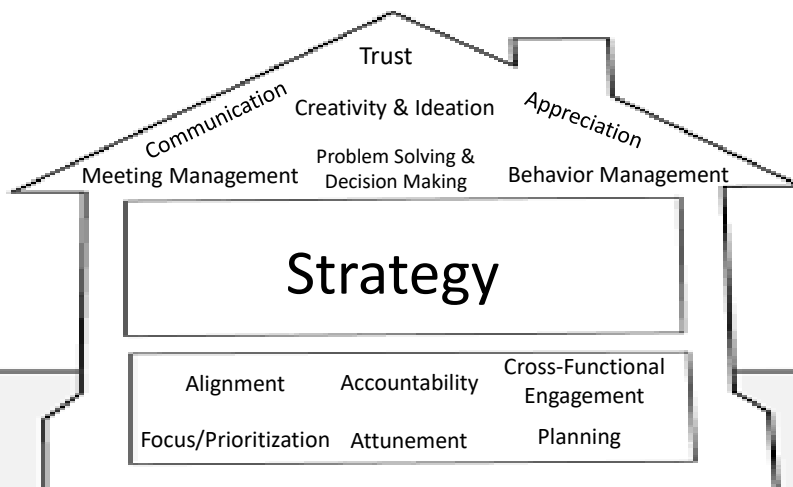 Trust
Communication
Creativity & Ideation
Appreciation
Meeting Management
Problem Solving &
Decision Making
Behavior Management
Strategy
Alignment
Accountability
Cross-Functional
Engagement
Focus/Prioritization
Attunement
Planning